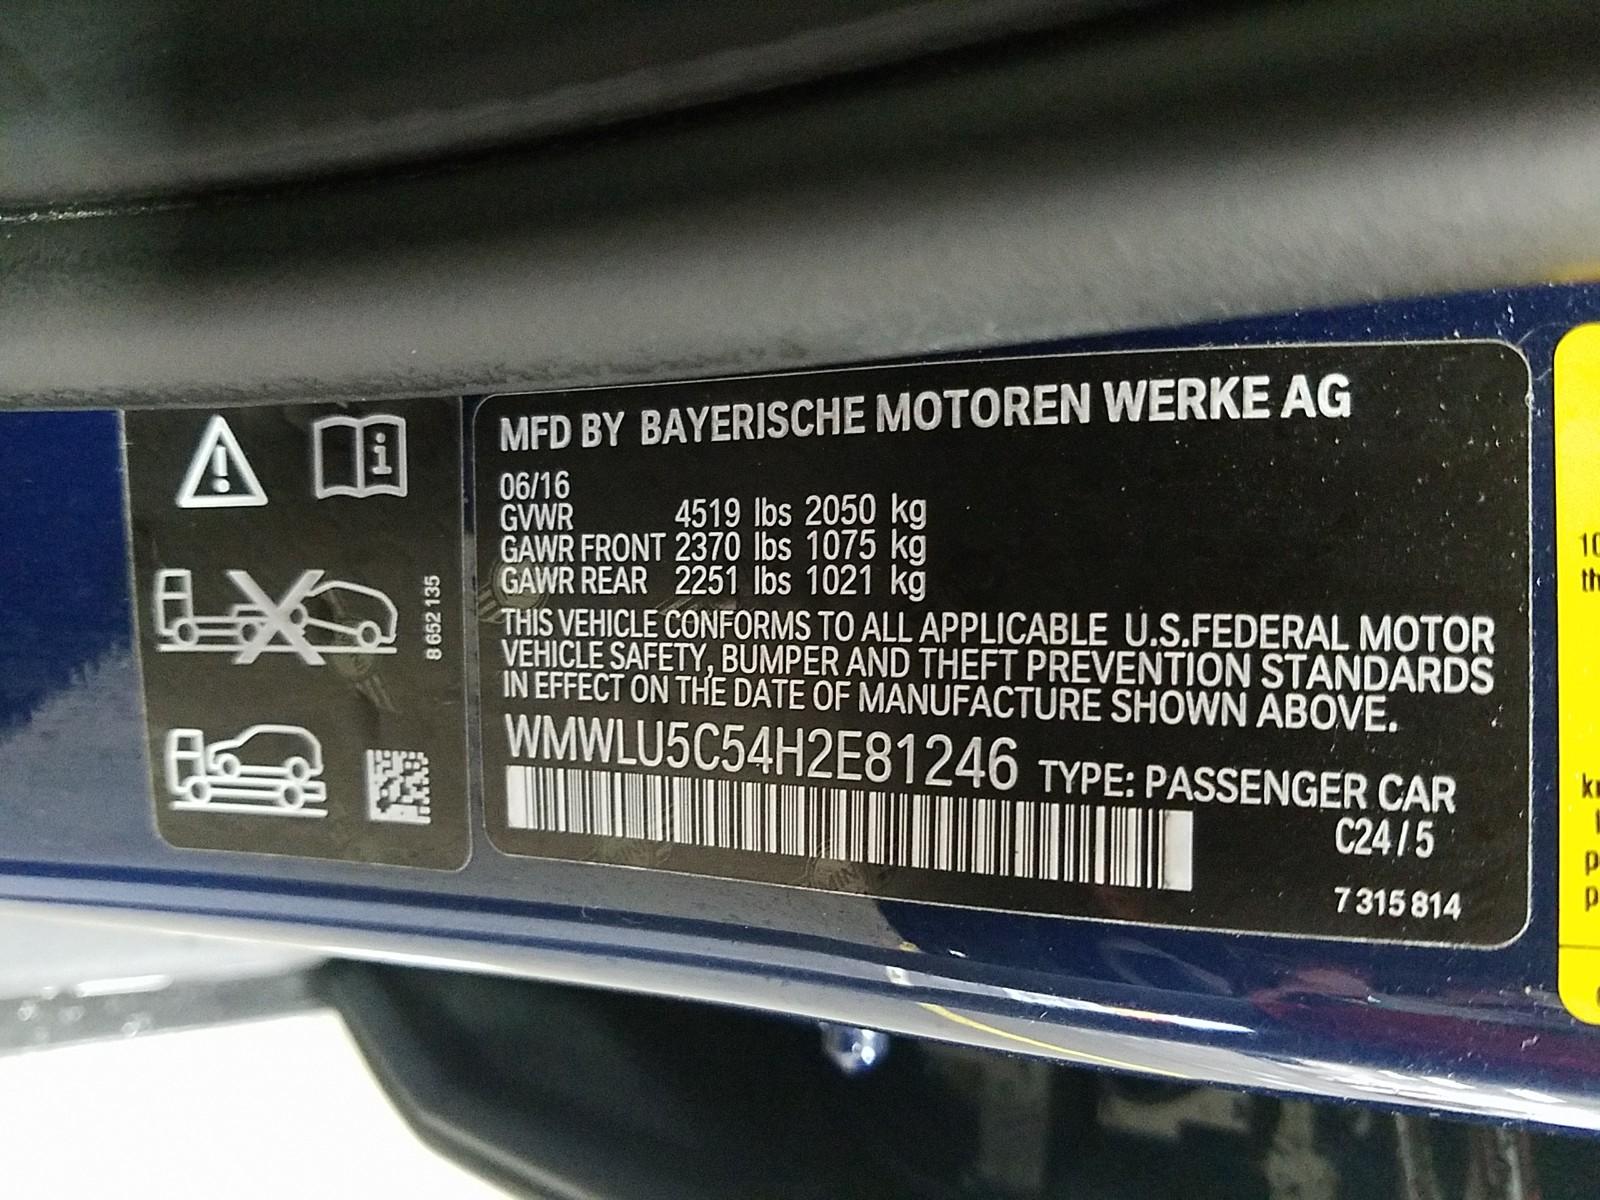 MFD BY BAYERISCHE MOTOREN WERKE AG
06/16
GVWR 4519 lbs 2050 kg
GAWR FRONT 2370 lbs 1075 kg
GAWR REAR 2251 lbs 1021 kg
THIS VEHICLE CONFORMS TO ALL APPLICABLE U.S.FEDERAL MOTOR
VEHICLE SAFETY, BUMPER AND THEFT PREVENTION STANDARDS
IN EFFECT ON THE DATE OF MANUFACTURE SHOWN ABOVE.
WMWLU5C54H2E81246 TYPE: PASSENGER CAR
C24/5
7 315 814
8 652 135